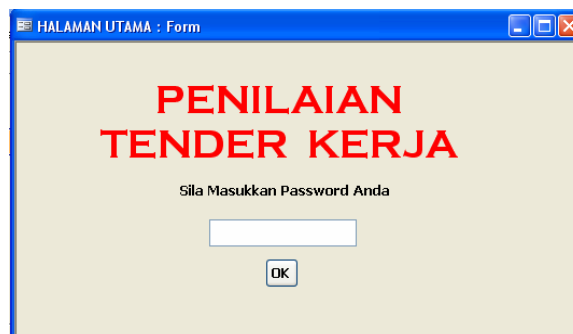 HALAMAN UTAMA : Form
PENILAIAN
TENDER KERJA
Sila Masukkan Password Anda
OK